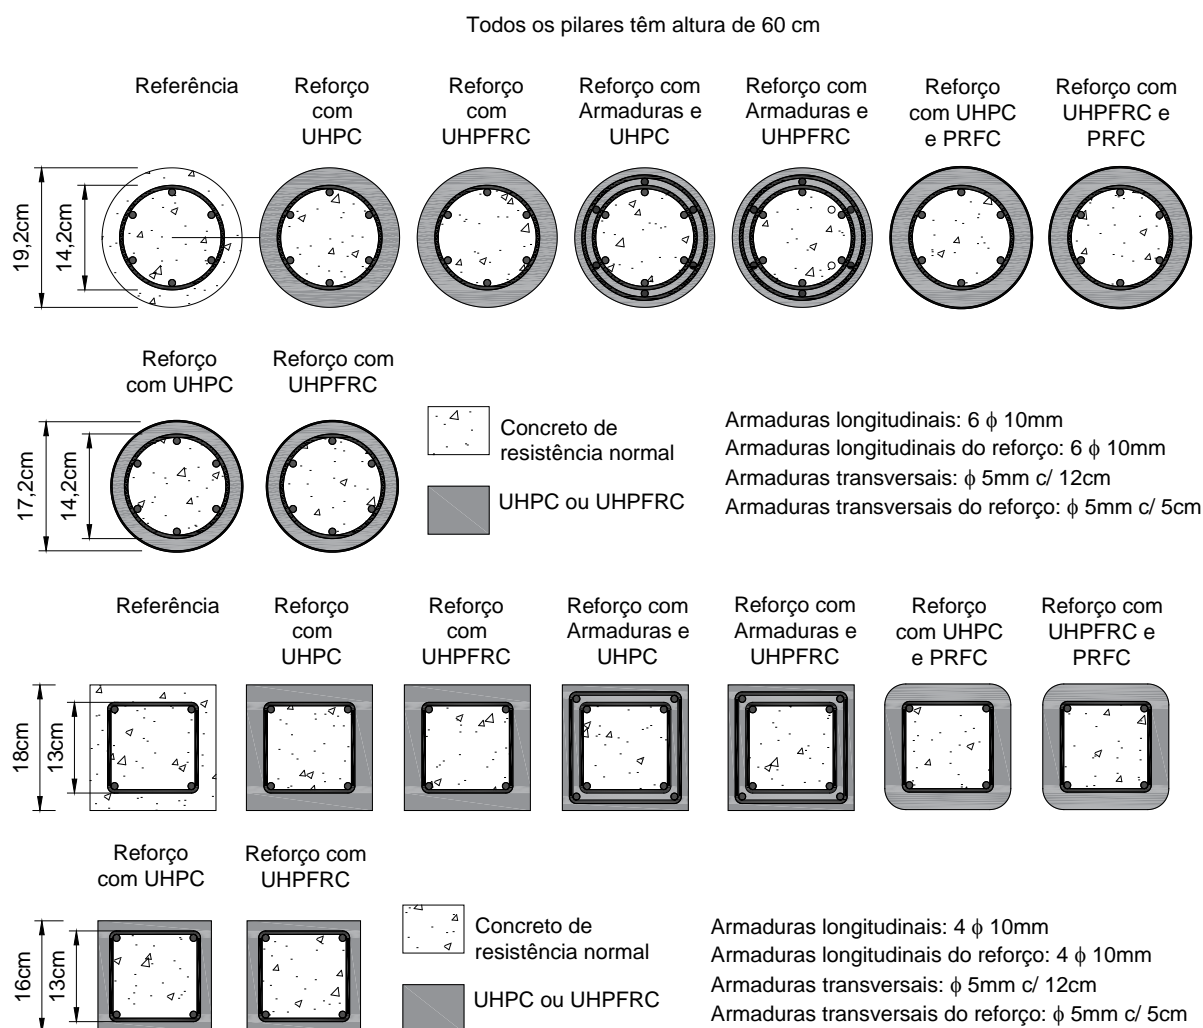 Todos os pilares têm altura de 60 cm
Referência
Reforço
com
UHPC
Reforço
com
UHPFRC
Reforço com
Armaduras e
UHPC
Reforço com
Armaduras e
UHPFRC
Reforço
com UHPC
e PRFC
Reforço com
UHPFRC e
PRFC
19,2cm
14,2cm
Reforço
com UHPC
Reforço com
UHPFRC
17,2cm
14,2cm
Concreto de
resistência normal
UHPC ou UHPFRC
Armaduras longitudinais: 6 ϕ 10mm
Armaduras longitudinais do reforço: 6 ϕ 10mm
Armaduras transversais: ϕ 5mm c/ 12cm
Armaduras transversais do reforço: ϕ 5mm c/ 5cm
Referência
Reforço
com
UHPC
Reforço
com
UHPFRC
Reforço com
Armaduras e
UHPC
Reforço com
Armaduras e
UHPFRC
Reforço
com UHPC
e PRFC
Reforço com
UHPFRC e
PRFC
18cm
13cm
Reforço
com UHPC
Reforço com
UHPFRC
16cm
13cm
Concreto de
resistência normal
UHPC ou UHPFRC
Armaduras longitudinais: 4 ϕ 10mm
Armaduras longitudinais do reforço: 4 ϕ 10mm
Armaduras transversais: ϕ 5mm c/ 12cm
Armaduras transversais do reforço: ϕ 5mm c/ 5cm